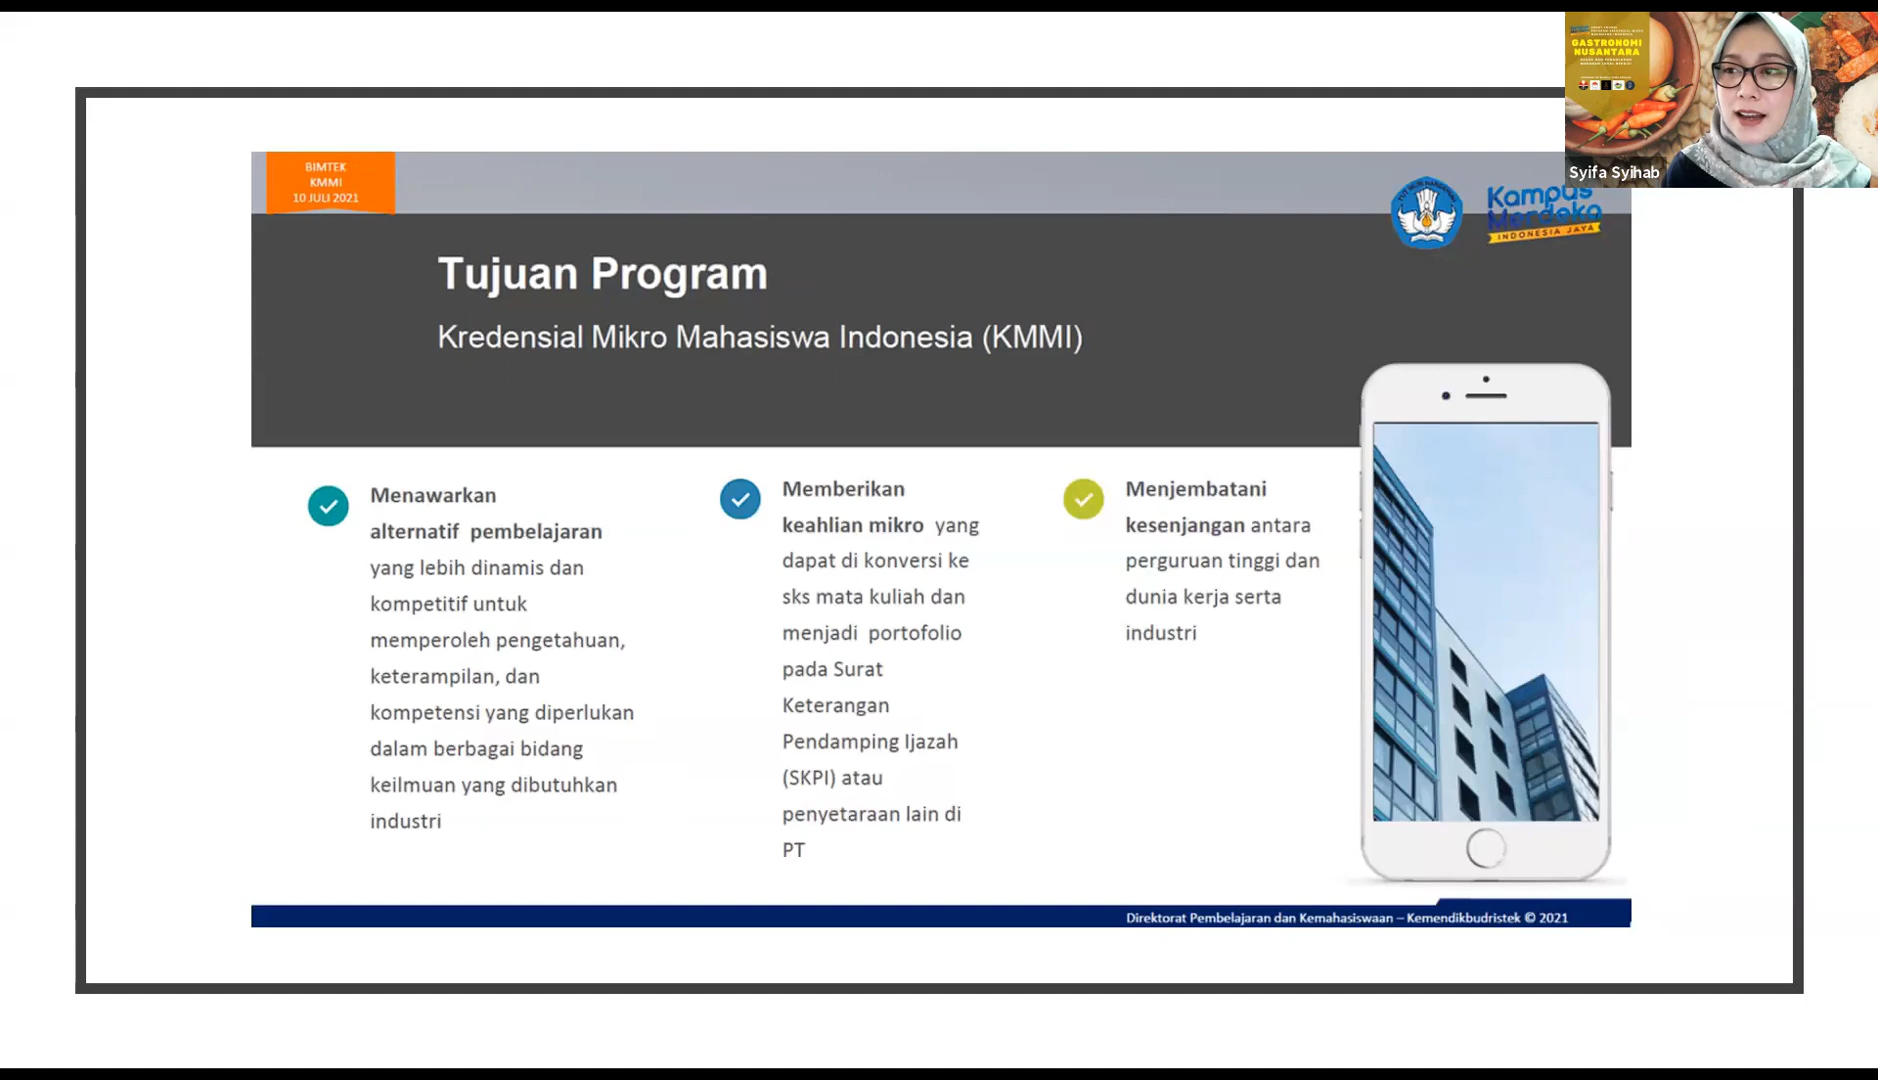 BIMTEK
KMMI
10 JULI 2021
GASTRONOMI
NUSANTARA
Syifa Syihab
Kampus
Merdeka
INDONESIA JAYA
Tujuan Program
Kredensial Mikro Mahasiswa Indonesia (KMMI)
Menawarkan
alternatif pembelajaran
yang lebih dinamis dan
kompetitif untuk
memperoleh pengetahuan,
keterampilan, dan
kompetensi yang diperlukan
dalam berbagai bidang
keilmuan yang dibutuhkan
industri
Memberikan
keahlian mikro yang
dapat di konversi ke
sks mata kuliah dan
menjadi portofolio
pada Surat
Keterangan
Pendamping Ijazah
(SKPI) atau
penyetaraan lain di
PT
Menjembatani
kesenjangan antara
perguruan tinggi dan
dunia kerja serta
industri
Direktorat Pembelajaran dan Kemahasiswaan – Kemendikbudristek © 2021